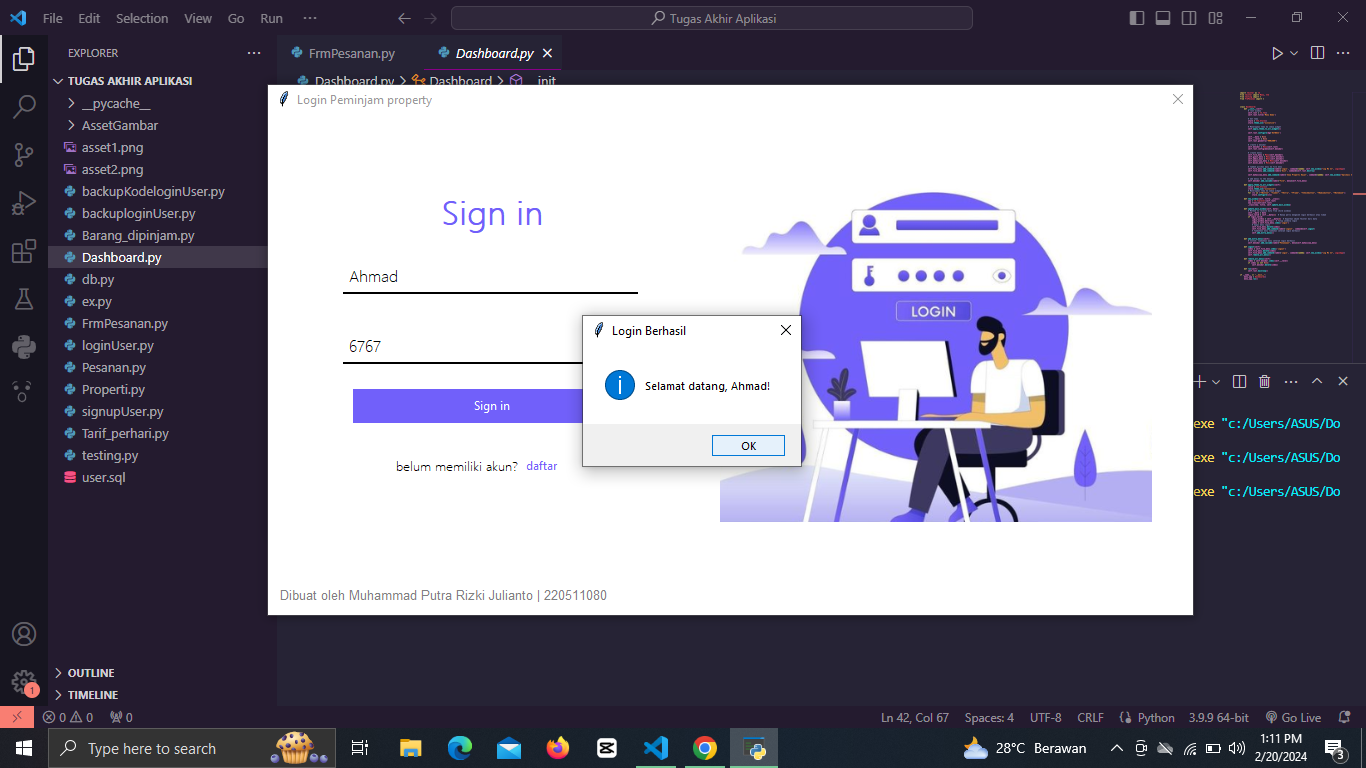 File Edit Selection View Go Run ···
Tugas Akhir Aplikasi
EXPLORER
FrmPesanan.py
Dashboard.py
TUGAS AKHIR APLIKASI
Dashboard.py > Dashboard > init
__pycache__
AssetGambar
asset1.png
asset2.png
backupKodeloginUser.py
backuploginUser.py
Barang_dipinjam.py
Dashboard.py
db.py
ex.py
FrmPesanan.py
loginUser.py
Pesanan.py
Properti.py
signupUser.py
Tarif_perhari.py
testing.py
user.sql
OUTLINE
TIMELINE
Login Peminjam property
Sign in
Ahmad
6767
Sign in
belum memiliki akun? daftar
LOGIN
Login Berhasil
Selamat datang, Ahmad!
OK
Dibuat oleh Muhammad Putra Rizki Julianto | 220511080
exe "c:/Users/ASUS/Do
exe "c:/Users/ASUS/Do
exe "c:/Users/ASUS/Do
1
0 0 0
Ln 42, Col 67 Spaces: 4 UTF-8 CRLF Python 3.9.9 64-bit Go Live
Type here to search
28°C Berawan
1:11 PM
2/20/2024
3